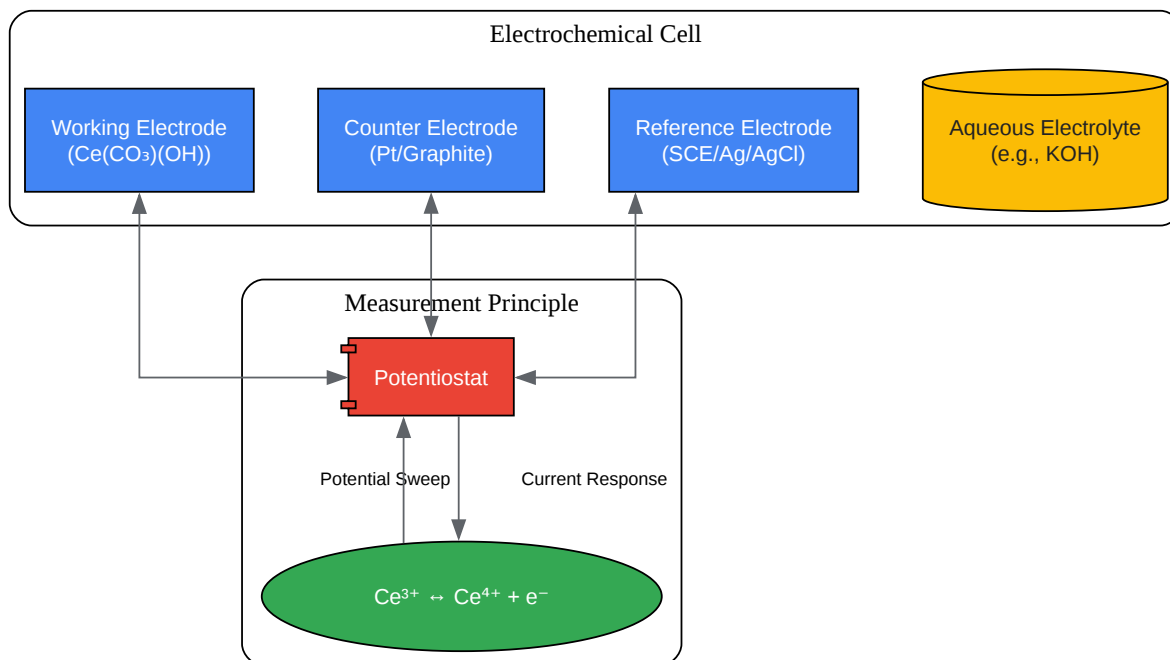 Electrochemical Cell
Working Electrode
(Ce(CO₃)(OH))
Counter Electrode
(Pt/Graphite)
Reference Electrode
(SCE/Ag/AgCl)
Aqueous Electrolyte
(e.g., KOH)
Measurement Principle
Potentiostat
Potential Sweep
Current Response
Ce³⁺ ↔ Ce⁴⁺ + e⁻